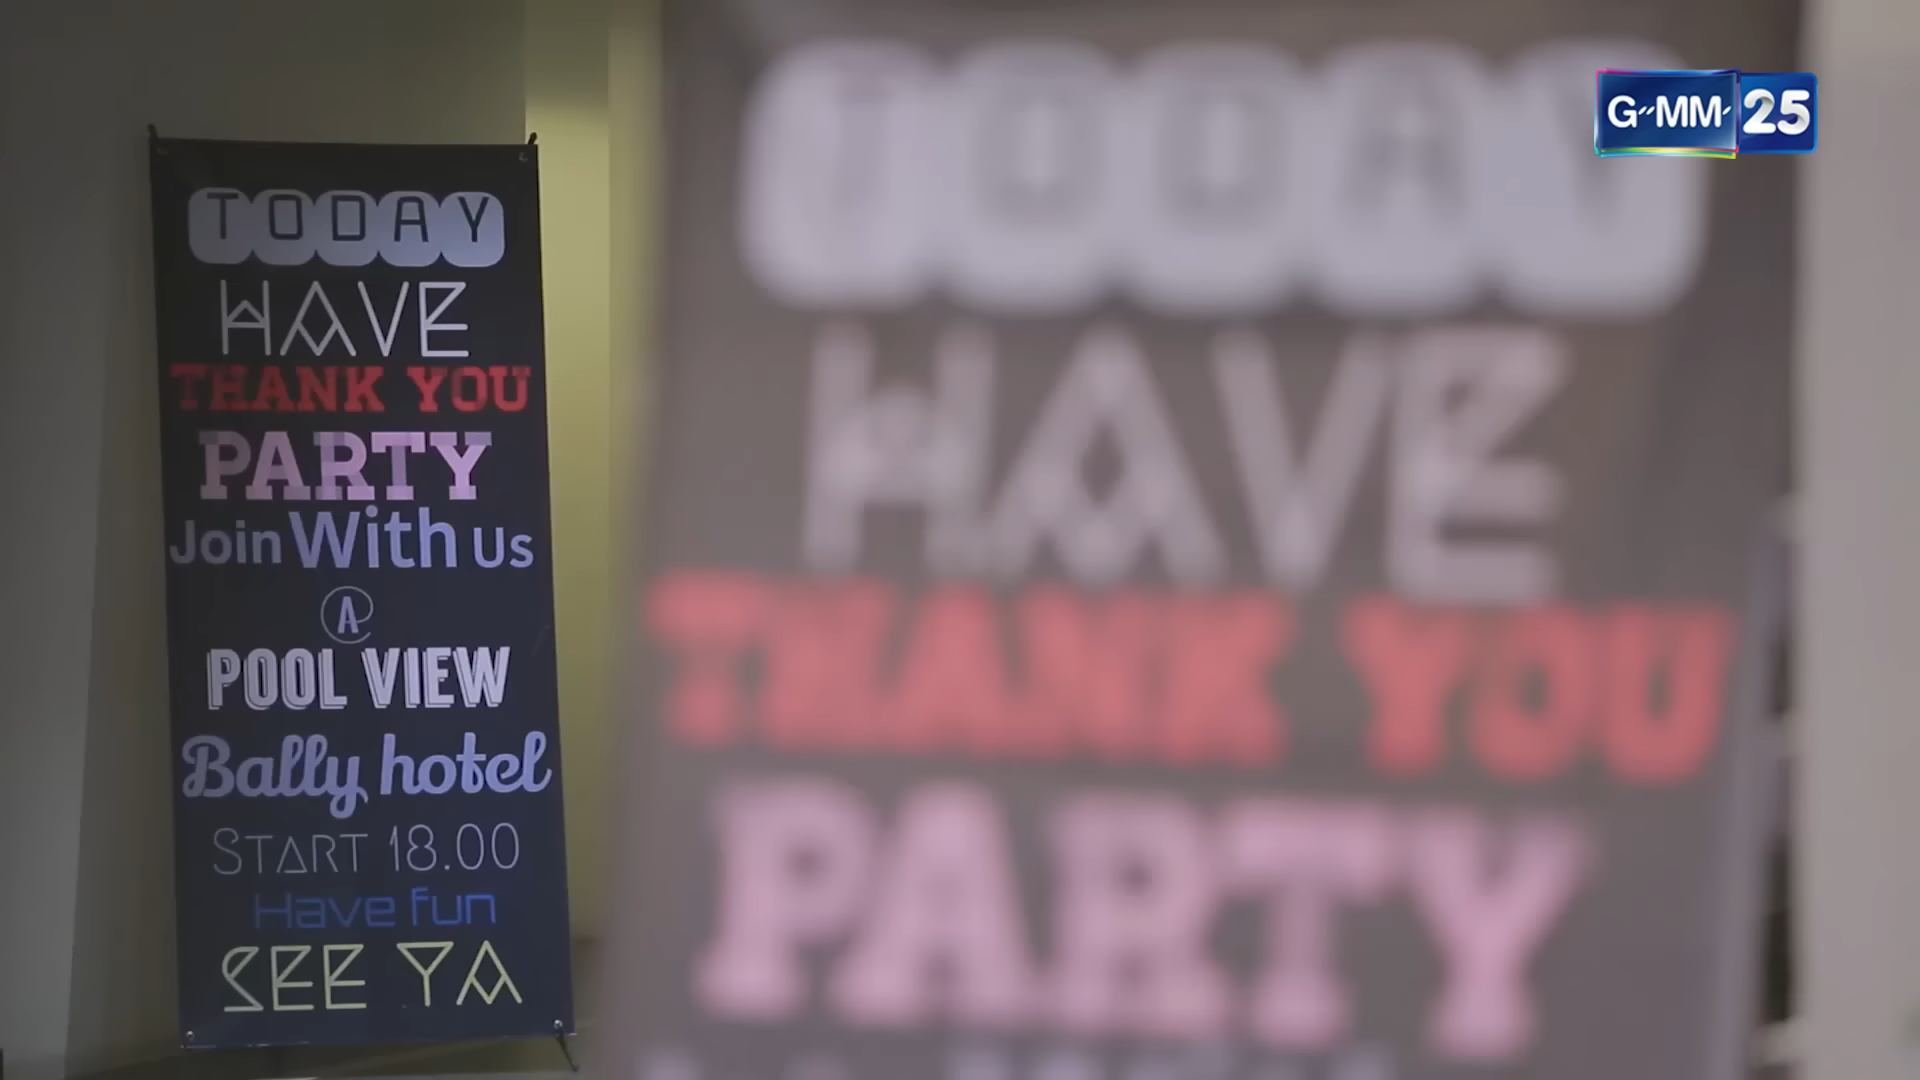 TODAY
HAVE
THANK YOU
PARTY
Join With us
@
POOL VIEW
Bally hotel
START 18.00
Have fun
SEE YA
TODAY
HAVE
THANK YOU
PARTY
GMM 25